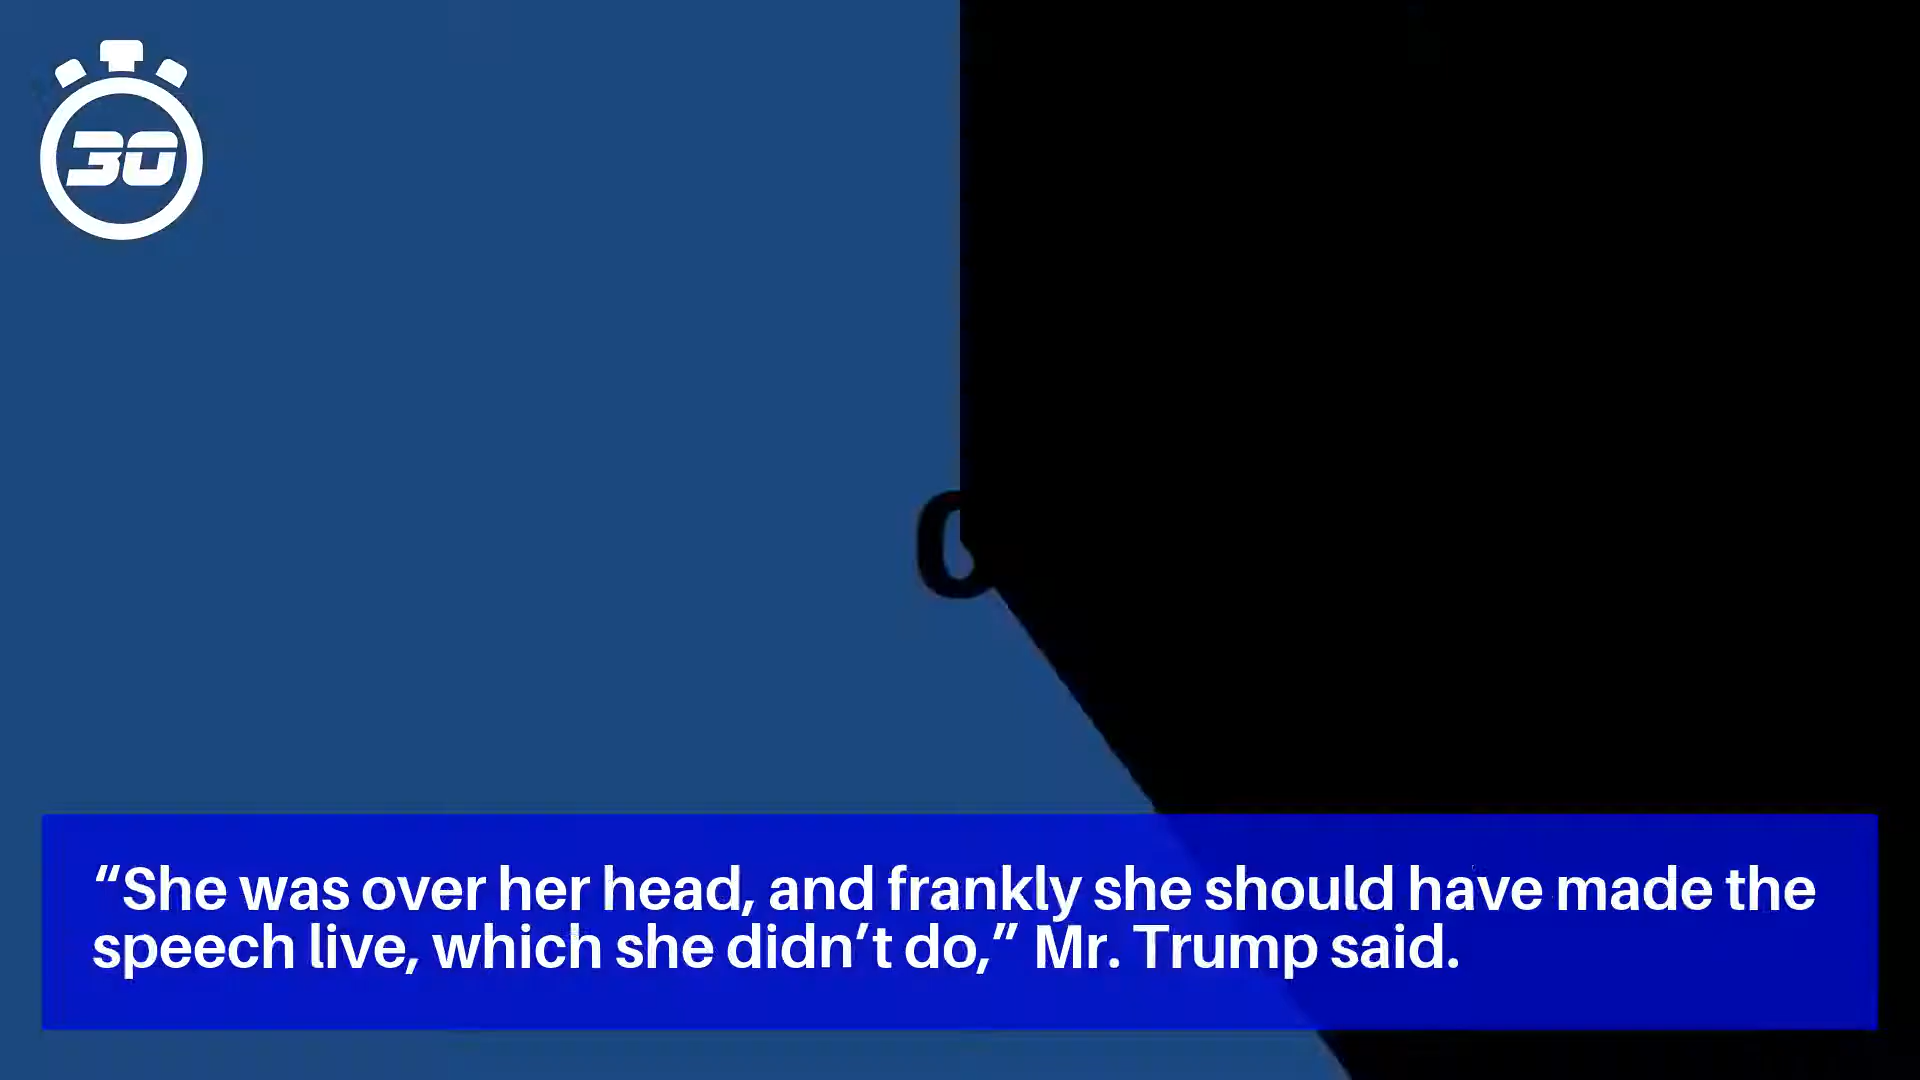 30
“She was over her head, and frankly she should have made the
speech live, which she didn’t do,” Mr. Trump said.